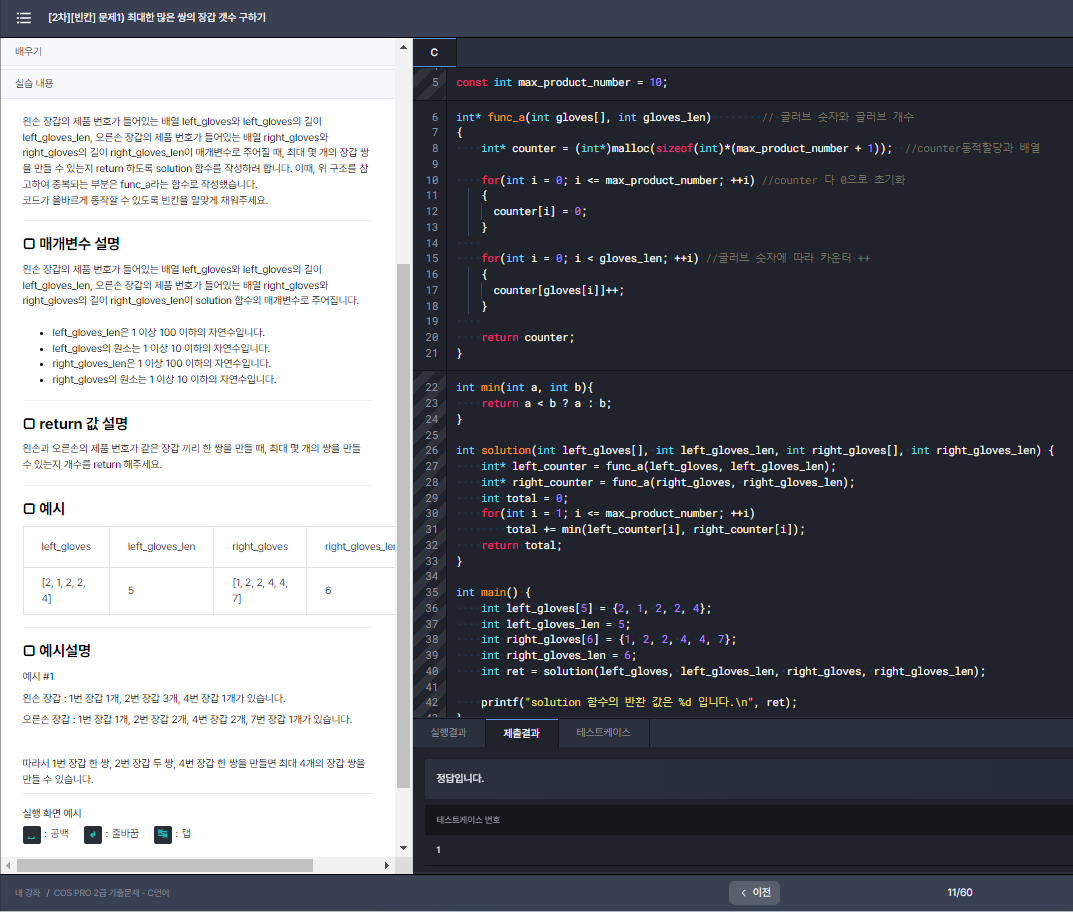 [2차][빈칸] 문제1) 최대한 많은 쌍의 장갑 갯수 구하기
배우기
실습 내용
왼손 장갑의 제품 번호가 들어있는 배열 left_gloves와 left_gloves의 길이
left_gloves_len, 오른손 장갑의 제품 번호가 들어있는 배열 right_gloves와
right_gloves의 길이 right_gloves_len이 매개변수로 주어질 때, 최대 몇 개의 장갑 쌍
을 만들 수 있는지 return 하도록 solution 함수를 작성하려 합니다. 이때, 위 구조를 참
고하여 중복되는 부분은 func_a라는 함수로 작성했습니다.
코드가 올바르게 동작할 수 있도록 빈칸을 알맞게 채워주세요.
매개변수 설명
왼손 장갑의 제품 번호가 들어있는 배열 left_gloves와 left_gloves의 길이
left_gloves_len, 오른손 장갑의 제품 번호가 들어있는 배열 right_gloves와
right_gloves의 길이 right_gloves_len이 solution 함수의 매개변수로 주어집니다.
• left_gloves_len은 1 이상 100 이하의 자연수입니다.
• left_gloves의 원소는 1 이상 10 이하의 자연수입니다.
• right_gloves_len은 1 이상 100 이하의 자연수입니다.
• right_gloves의 원소는 1 이상 10 이하의 자연수입니다.
return 값 설명
왼손과 오른손의 제품 번호가 같은 장갑 끼리 한 쌍을 만들 때, 최대 몇 개의 쌍을 만들
수 있는지 개수를 return 해주세요.
예시
left_gloves left_gloves_len right_gloves right_gloves_len
[2, 1, 2, 2, 4] 5 [1, 2, 2, 4, 4, 7] 6
예시설명
예시 #1
왼손 장갑 : 1번 장갑 1개, 2번 장갑 3개, 4번 장갑 1개가 있습니다.
오른손 장갑 : 1번 장갑 1개, 2번 장갑 2개, 4번 장갑 2개, 7번 장갑 1개가 있습니다.
따라서 1번 장갑 한 쌍, 2번 장갑 두 쌍, 4번 장갑 한 쌍을 만들면 최대 4개의 장갑 쌍을
만들 수 있습니다.
실행 화면 예시
: 공백 : 줄바꿈 : 탭
C
5 const int max_product_number = 10;
6 int* func_a(int gloves[], int gloves_len) // 글러브 숫자와 글러브 개수
7 {
8 int* counter = (int*)malloc(sizeof(int)*(max_product_number + 1)); //counter동적할당과 배열
9
10 for(int i = 0; i <= max_product_number; ++i) //counter 다 0으로 초기화
11 {
12 counter[i] = 0;
13 }
14
15 for(int i = 0; i < gloves_len; ++i) //글러브 숫자에 따라 카운터 ++
16 {
17 counter[gloves[i]]++;
18 }
19
20 return counter;
21 }
22 int min(int a, int b){
23 return a < b ? a : b;
24 }
25
26 int solution(int left_gloves[], int left_gloves_len, int right_gloves[], int right_gloves_len) {
27 int* left_counter = func_a(left_gloves, left_gloves_len);
28 int* right_counter = func_a(right_gloves, right_gloves_len);
29 int total = 0;
30 for(int i = 1; i <= max_product_number; ++i)
31 total += min(left_counter[i], right_counter[i]);
32 return total;
33 }
34
35 int main() {
36 int left_gloves[5] = {2, 1, 2, 2, 4};
37 int left_gloves_len = 5;
38 int right_gloves[6] = {1, 2, 2, 4, 4, 7};
39 int right_gloves_len = 6;
40 int ret = solution(left_gloves, left_gloves_len, right_gloves, right_gloves_len);
41
42 printf("solution 함수의 반환 값은 %d 입니다.\n", ret);
실행결과 제출결과 테스트케이스
정답입니다.
테스트케이스 번호
1
내 강좌 / COS PRO 2급 기출문제 - C언어
< 이전
11/60